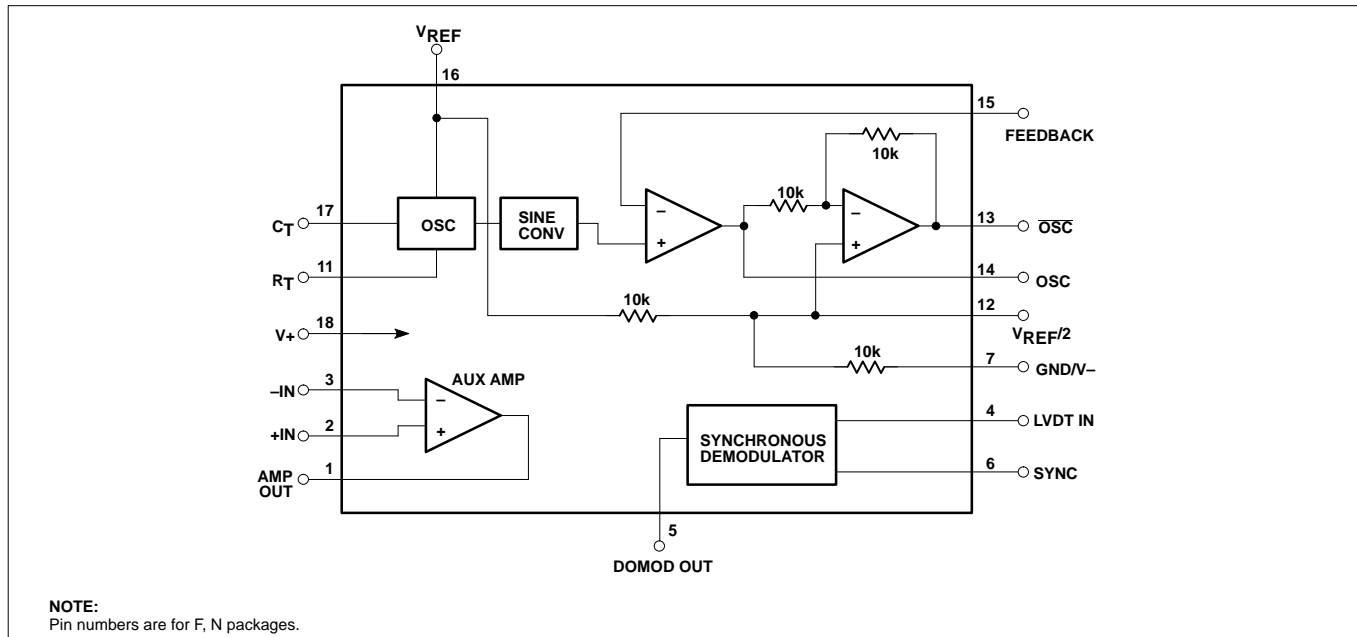 VREF
16
15
FEEDBACK
10k
10k
17
CT
OSC
SINE
CONV
–
+
–
+
13
OSC
11
RT
14
OSC
10k
12
VREF/2
18
V+
10k
7
GND/V–
3
–IN
AUX AMP
–
+
2
+IN
4
LVDT IN
SYNCHRONOUS
DEMODULATOR
6
SYNC
1
AMP
OUT
5
DOMOD OUT
NOTE:
Pin numbers are for F, N packages.